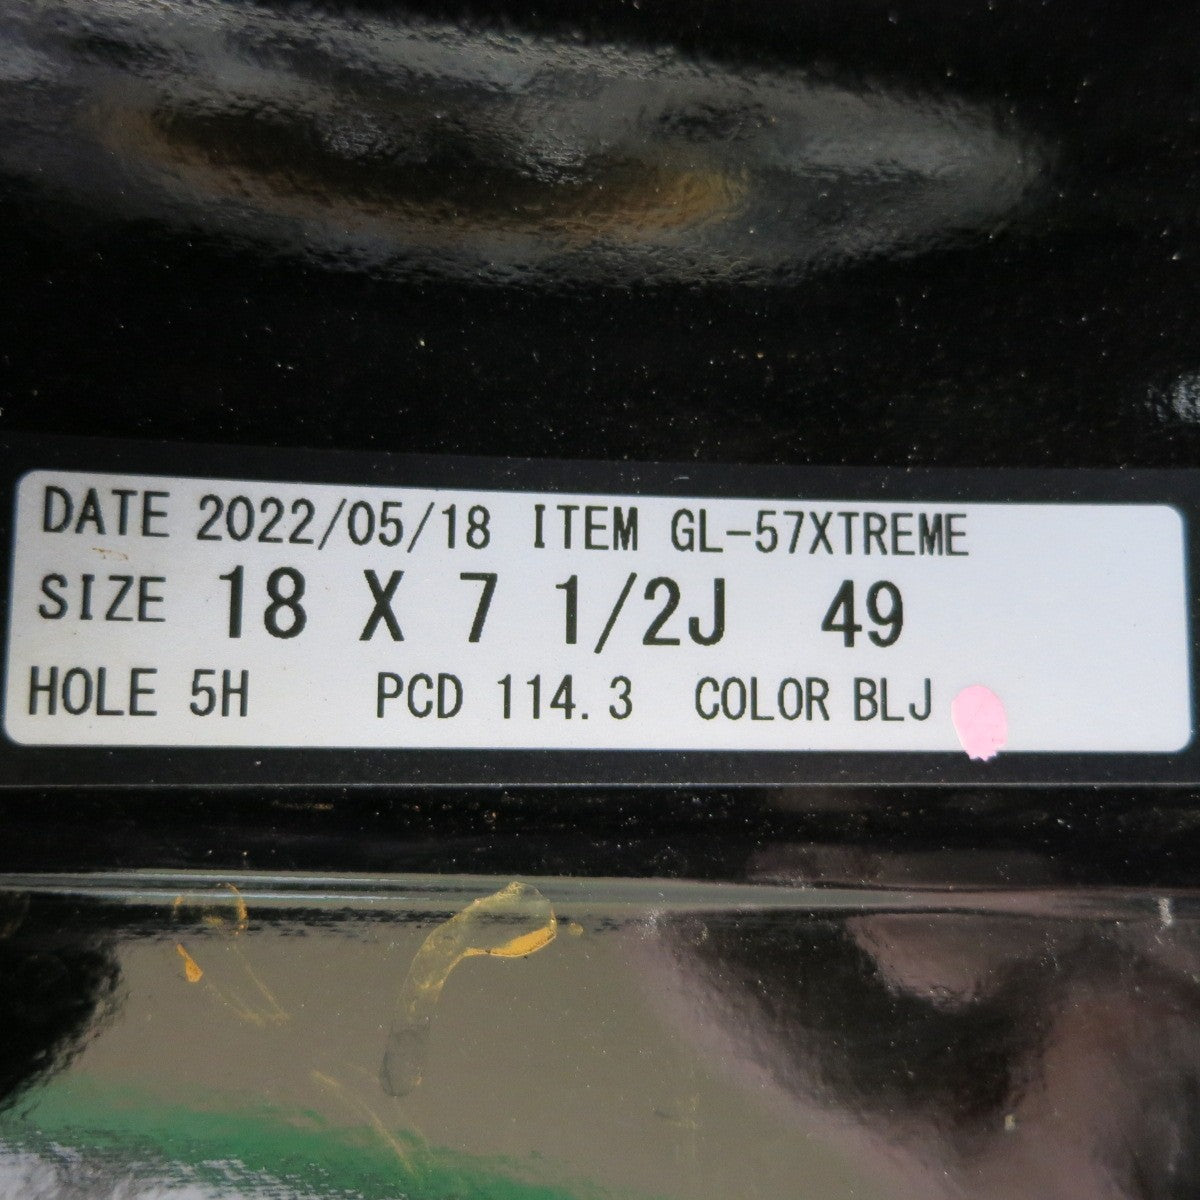 DATE 2022/05/18 ITEM GL-57XTREME
SIZE 18 X 7 1/2J 49
HOLE 5H PCD 114.3 COLOR BLJ